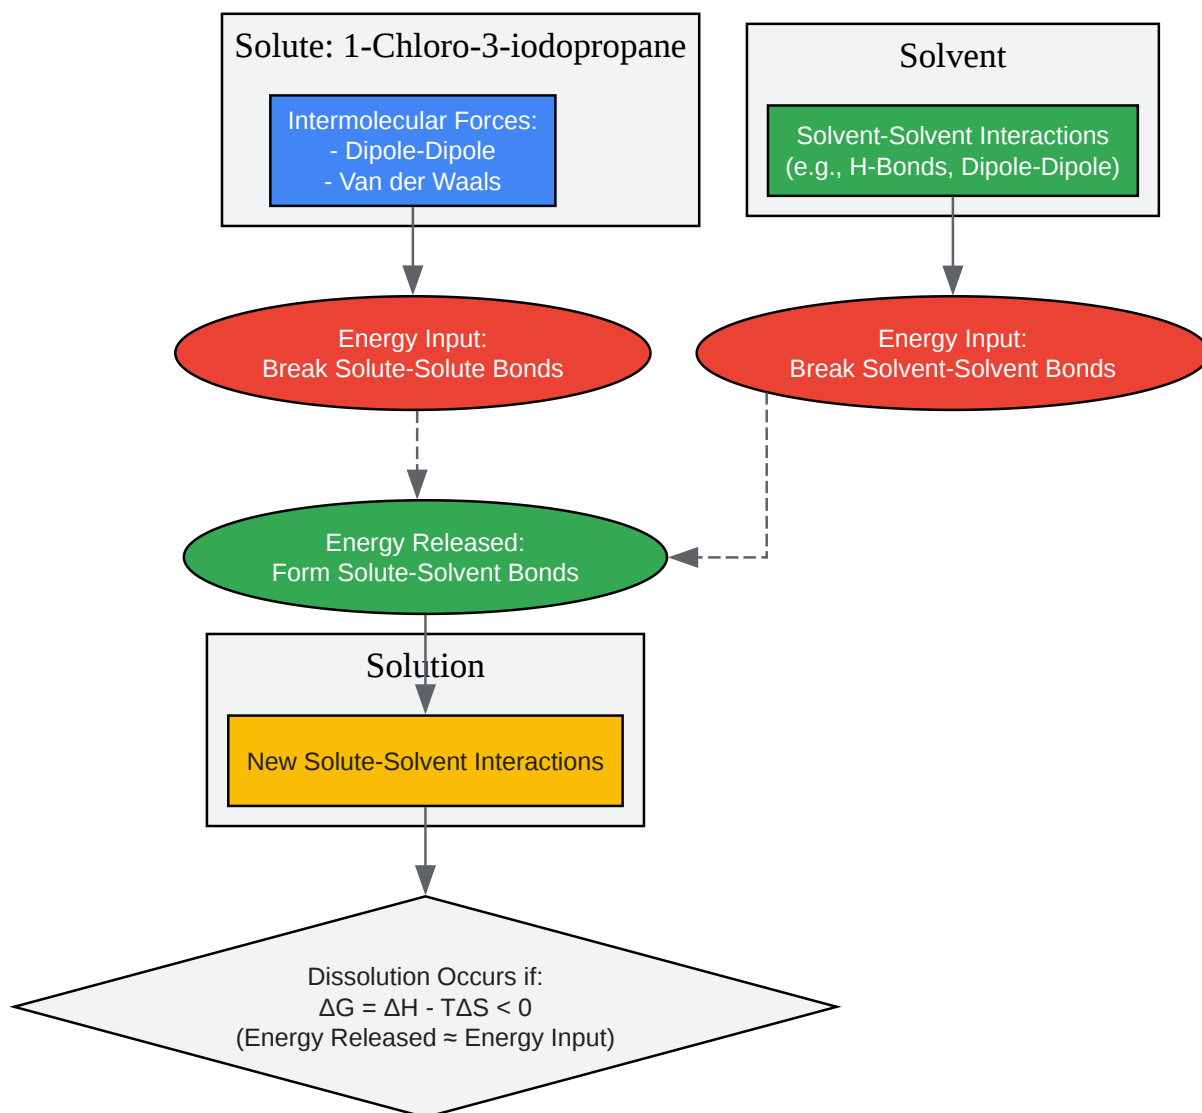 Solute: 1-Chloro-3-iodopropane
Intermolecular Forces:
- Dipole-Dipole
- Van der Waals
Solvent
Solvent-Solvent Interactions
(e.g., H-Bonds, Dipole-Dipole)
Energy Input:
Break Solute-Solute Bonds
Energy Input:
Break Solvent-Solvent Bonds
Energy Released:
Form Solute-Solvent Bonds
Solution
New Solute-Solvent Interactions
Dissolution Occurs if:
ΔG = ΔH - TΔS < 0
(Energy Released ≈ Energy Input)